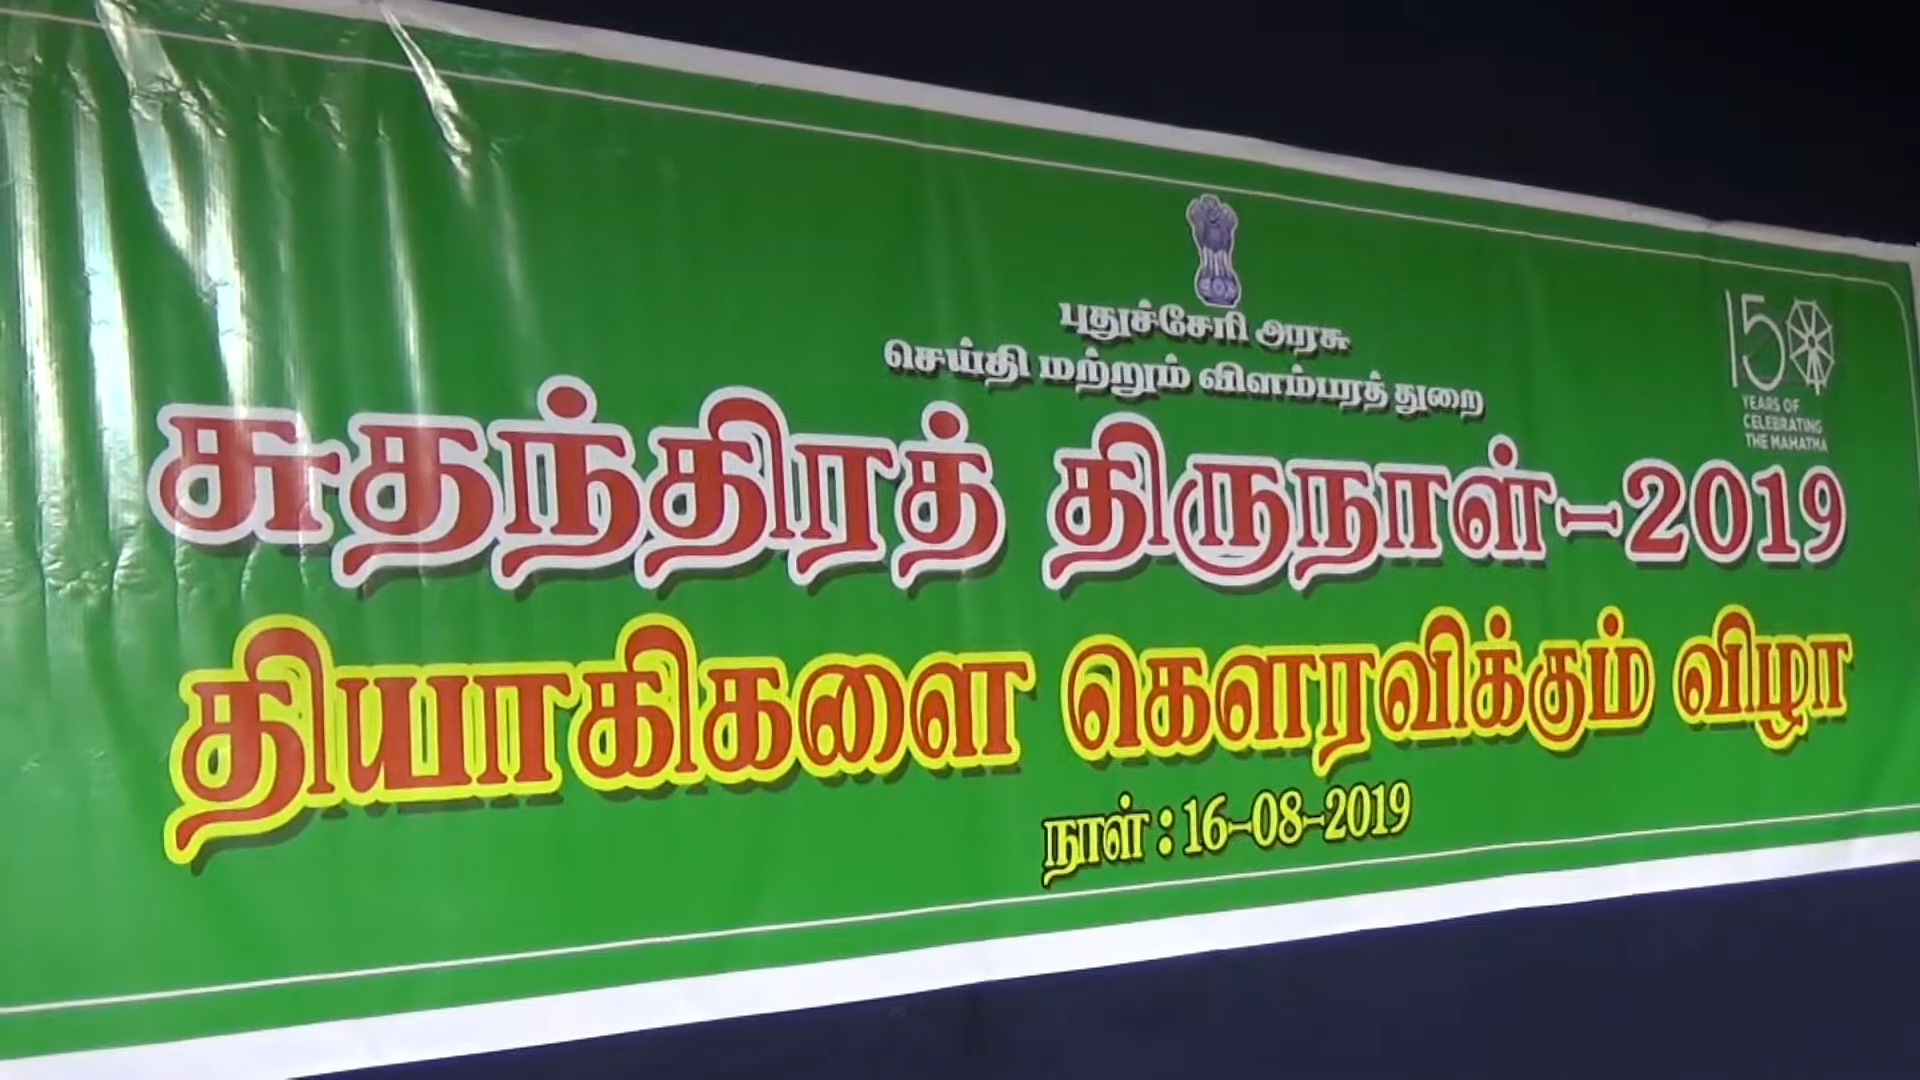 புதுச்சேரி அரசு
செய்தி மற்றும் விளம்பரத் துறை
150
YEARS OF
CELEBRATING
THE MAHATMA
சுதந்திரத் திருநாள்-2019
தியாகிகளை கௌரவிக்கும் விழா
நாள் : 16-08-2019